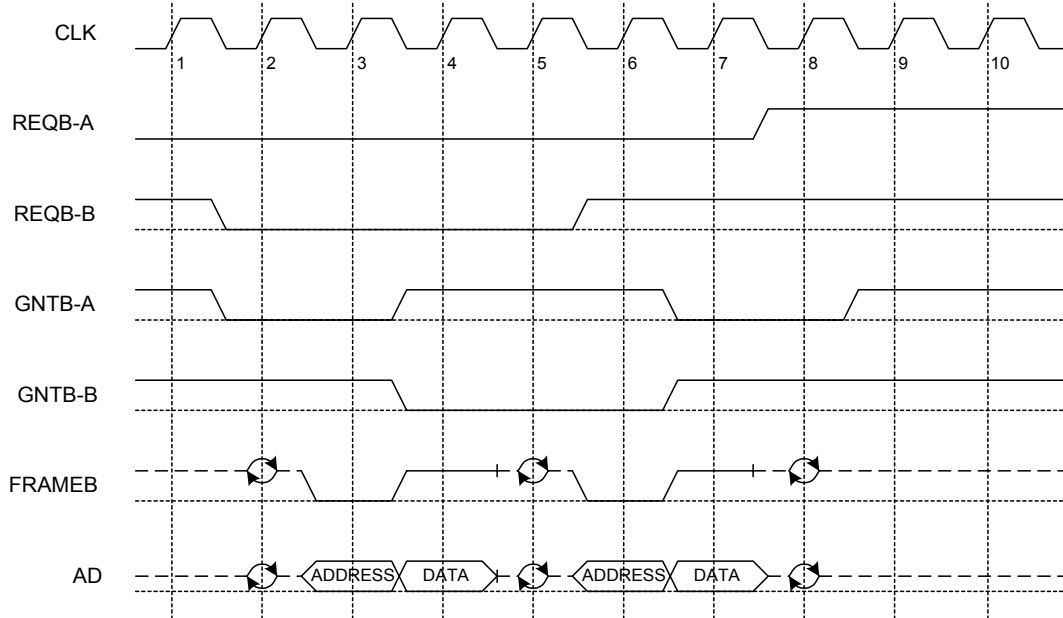 CLK
1 2 3 4 5 6 7 8 9 10
REQB-A
REQB-B
GNTB-A
GNTB-B
FRAMEB
AD ADDRESS DATA ADDRESS DATA